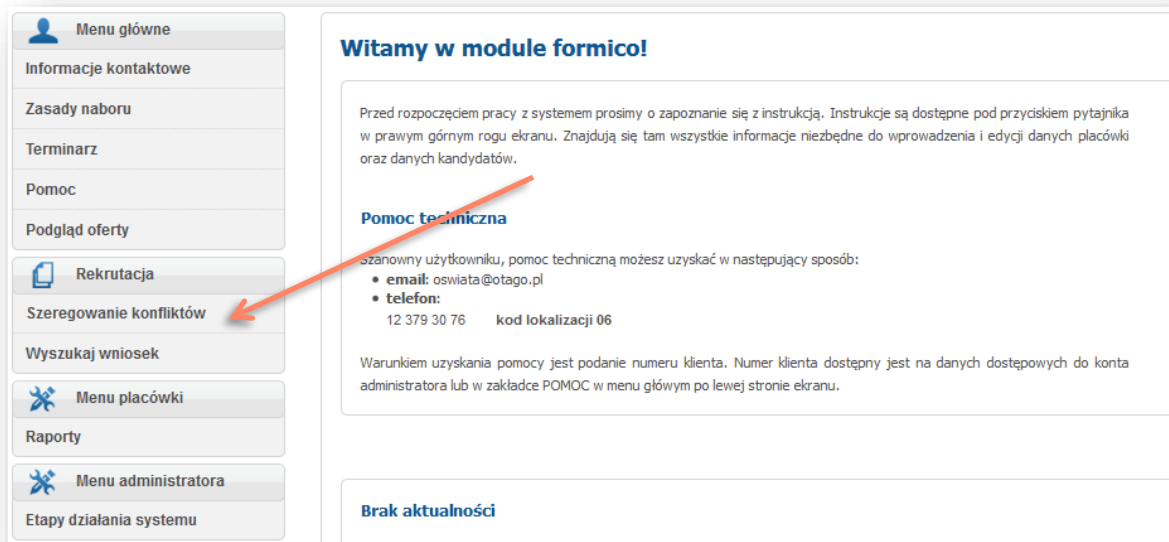 Menu główne
Informacje kontaktowe
Zasady naboru
Terminarz
Pomoc
Podgląd oferty
Rekrutacja
Szeregowanie konfliktów
Wyszukaj wniosek
Menu placówki
Raporty
Menu administratora
Etapy działania systemu
Witamy w module formico!
Przed rozpoczęciem pracy z systemem prosimy o zapoznanie się z instrukcją. Instrukcje są dostępne pod przyciskiem pytajnika
w prawym górnym rogu ekranu. Znajdują się tam wszystkie informacje niezbędne do wprowadzenia i edycji danych placówki
oraz danych kandydatów.
Pomoc techniczna
Szanowny użytkowniku, pomoc techniczną możesz uzyskać w następujący sposób:
• email: oswiata@otago.pl
• telefon:
12 379 30 76 kod lokalizacji 06
Warunkiem uzyskania pomocy jest podanie numeru klienta. Numer klienta dostępny jest na danych dostępowych do konta
administratora lub w zakładce POMOC w menu głównym po lewej stronie ekranu.
Brak aktualności